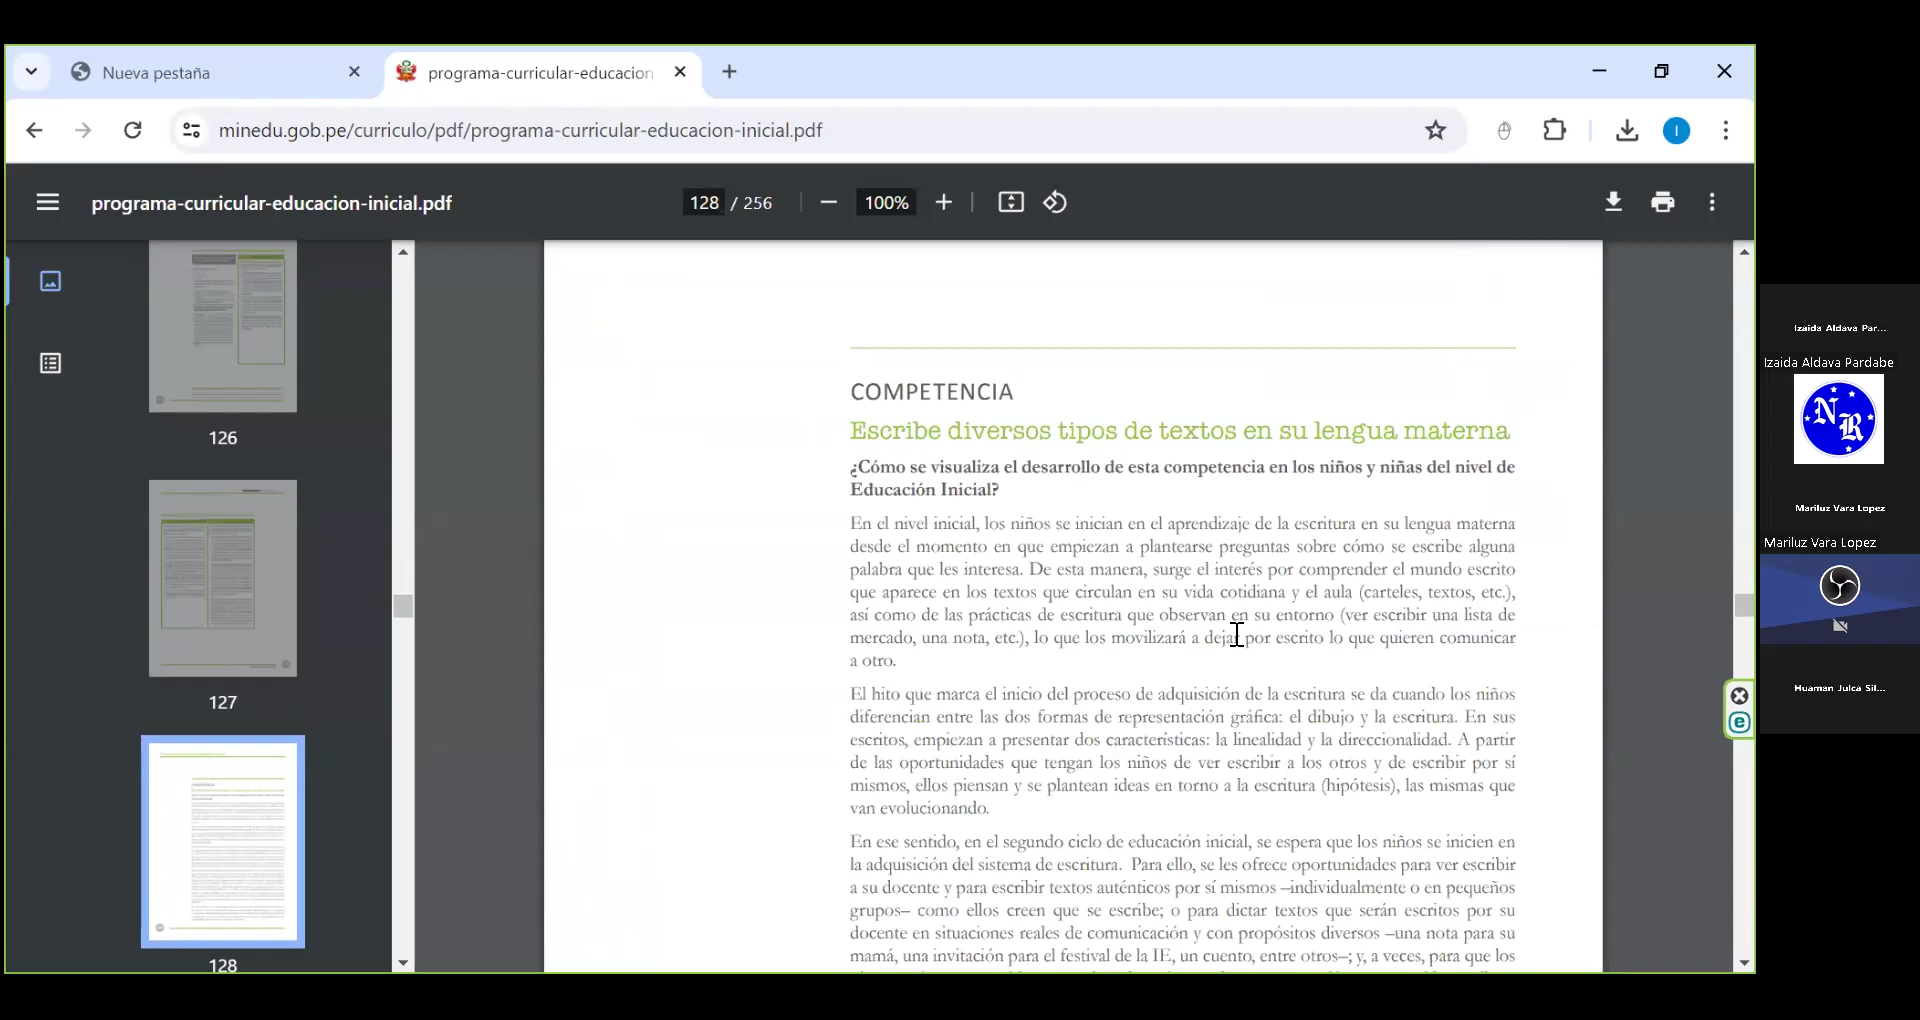 Nueva pestaña
programa-curricular-educacion
minedu.gob.pe/curriculo/pdf/programa-curricular-educacion-inicial.pdf
I
programa-curricular-educacion-inicial.pdf
128 / 256
100%
126
127
128
COMPETENCIA
Escribe diversos tipos de textos en su lengua materna
¿Cómo se visualiza el desarrollo de esta competencia en los niños y niñas del nivel de
Educación Inicial?
En el nivel inicial, los niños se inician en el aprendizaje de la escritura en su lengua materna
desde el momento en que empiezan a plantearse preguntas sobre cómo se escribe alguna
palabra que les interesa. De esta manera, surge el interés por comprender el mundo escrito
que aparece en los textos que circulan en su vida cotidiana y el aula (carteles, textos, etc.),
así como de las prácticas de escritura que observan en su entorno (ver escribir una lista de
mercado, una nota, etc.), lo que los movilizará a dejar por escrito lo que quieren comunicar
a otro.
El hito que marca el inicio del proceso de adquisición de la escritura se da cuando los niños
diferencian entre las dos formas de representación gráfica: el dibujo y la escritura. En sus
escritos, empiezan a presentar dos características: la linealidad y la direccionalidad. A partir
de las oportunidades que tengan los niños de ver escribir a los otros y de escribir por sí
mismos, ellos piensan y se plantean ideas en torno a la escritura (hipótesis), las mismas que
van evolucionando.
En ese sentido, en el segundo ciclo de educación inicial, se espera que los niños se inicien en
la adquisición del sistema de escritura. Para ello, se les ofrece oportunidades para ver escribir
a su docente y para escribir textos auténticos por sí mismos –individualmente o en pequeños
grupos– como ellos creen que se escribe; o para dictar textos que serán escritos por su
docente en situaciones reales de comunicación y con propósitos diversos –una nota para su
mamá, una invitación para el festival de la IE, un cuento, entre otros–; y, a veces, para que los
Izaida Aldava Par...
Izaida Aldava Pardabe
NR
Mariluz Vara Lopez
Mariluz Vara Lopez
Huaman Julca Sil...